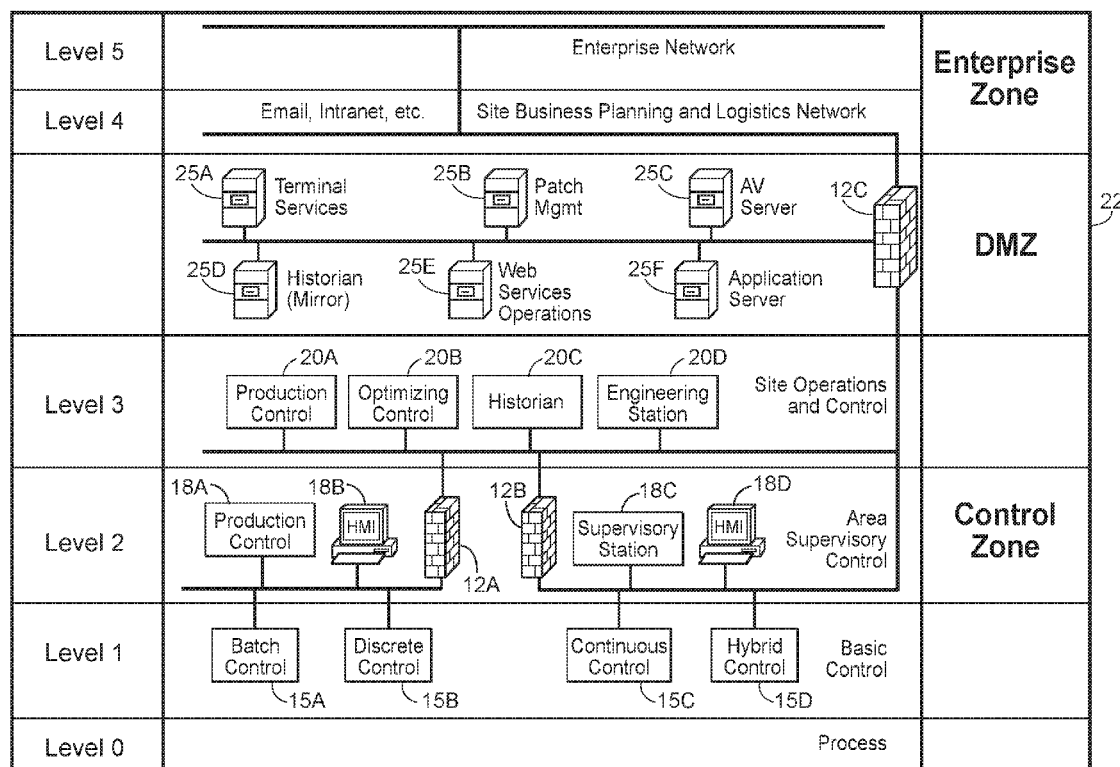 Level 5
Enterprise Network
Enterprise
Zone
Level 4
Email, Intranet, etc.
Site Business Planning and Logistics Network
25A
Terminal
Services
25B
Patch
Mgmt
25C
AV
Server
12C
22
DMZ
25D
Historian
(Mirror)
25E
Web
Services
Operations
25F
Application
Server
Level 3
20A
Production
Control
20B
Optimizing
Control
20C
Historian
20D
Engineering
Station
Site Operations
and Control
Level 2
18A
Production
Control
18B
HMI
12A
12B
18C
Supervisory
Station
18D
HMI
Area
Supervisory
Control
Control
Zone
Level 1
Batch
Control
15A
Discrete
Control
15B
Continuous
Control
15C
Hybrid
Control
15D
Basic
Control
Level 0
Process